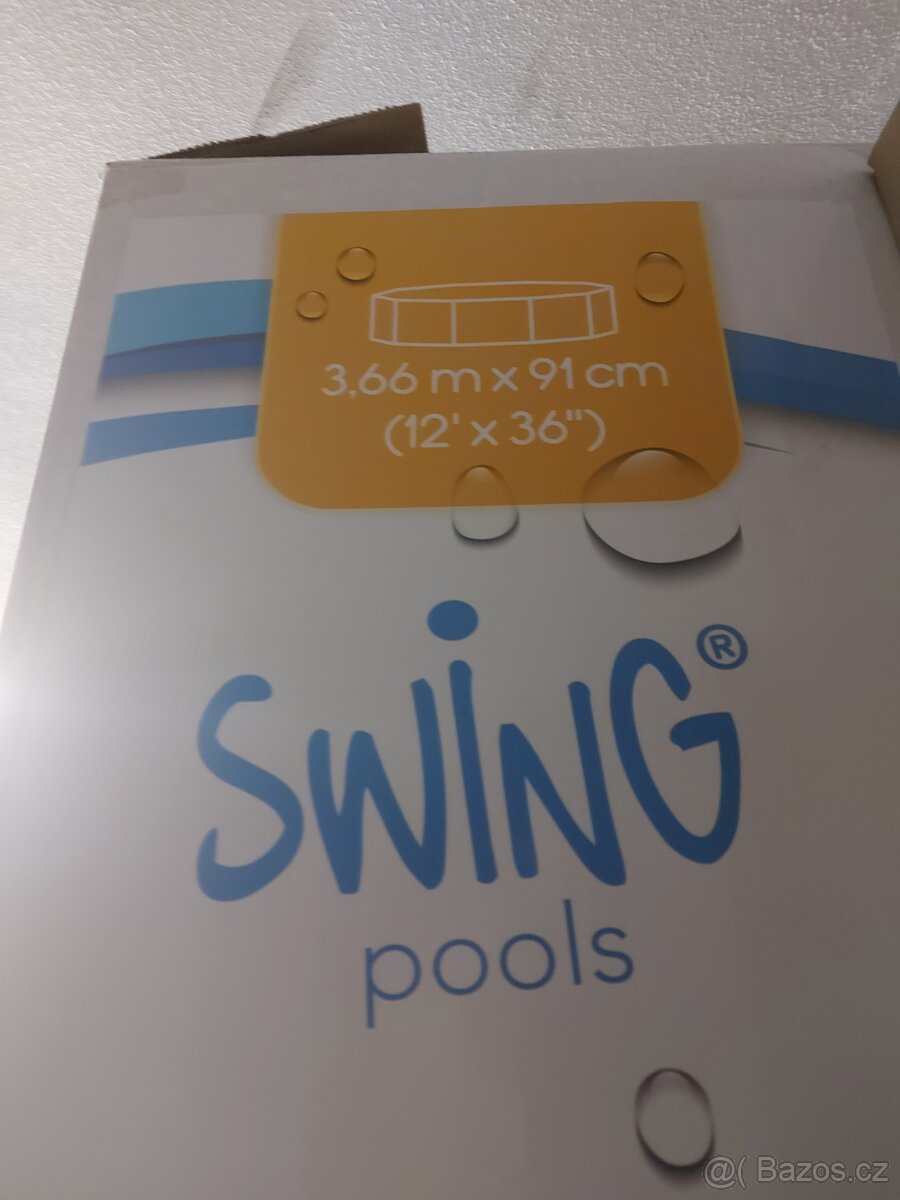 3,66 m x 91 cm
(12' x 36")
SWiNG®
pools
@( Bazos.cz